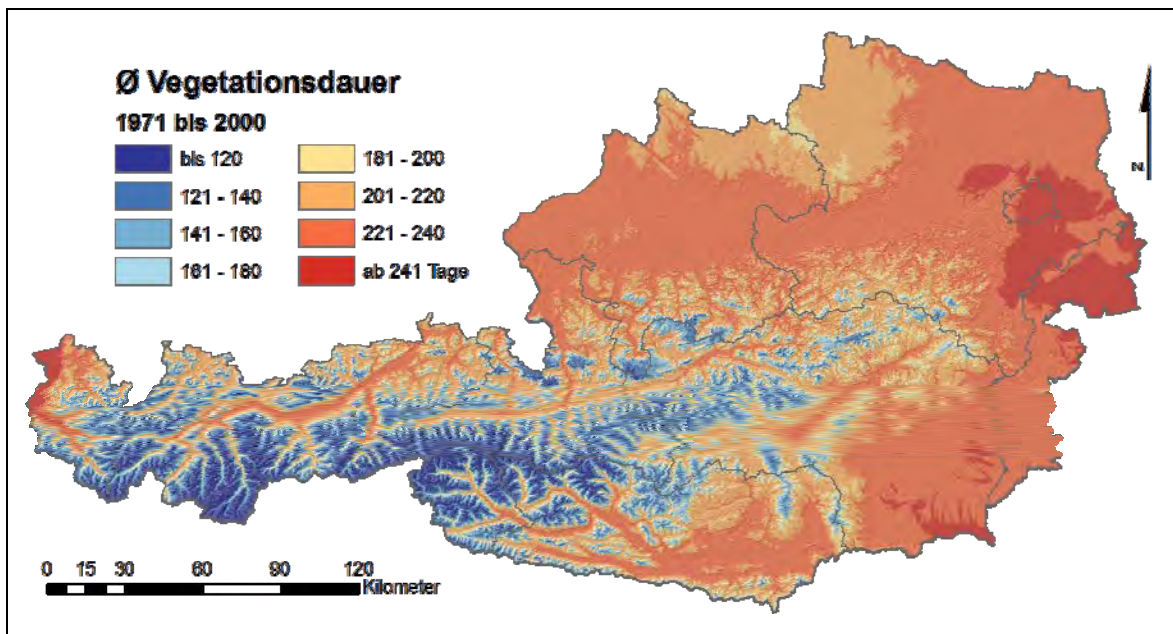 Ø Vegetationsdauer
1971 bis 2000
bis 120
121 - 140
141 - 160
161 - 180
181 - 200
201 - 220
221 - 240
ab 241 Tage
N
0 15 30 60 90 120
Kilometer